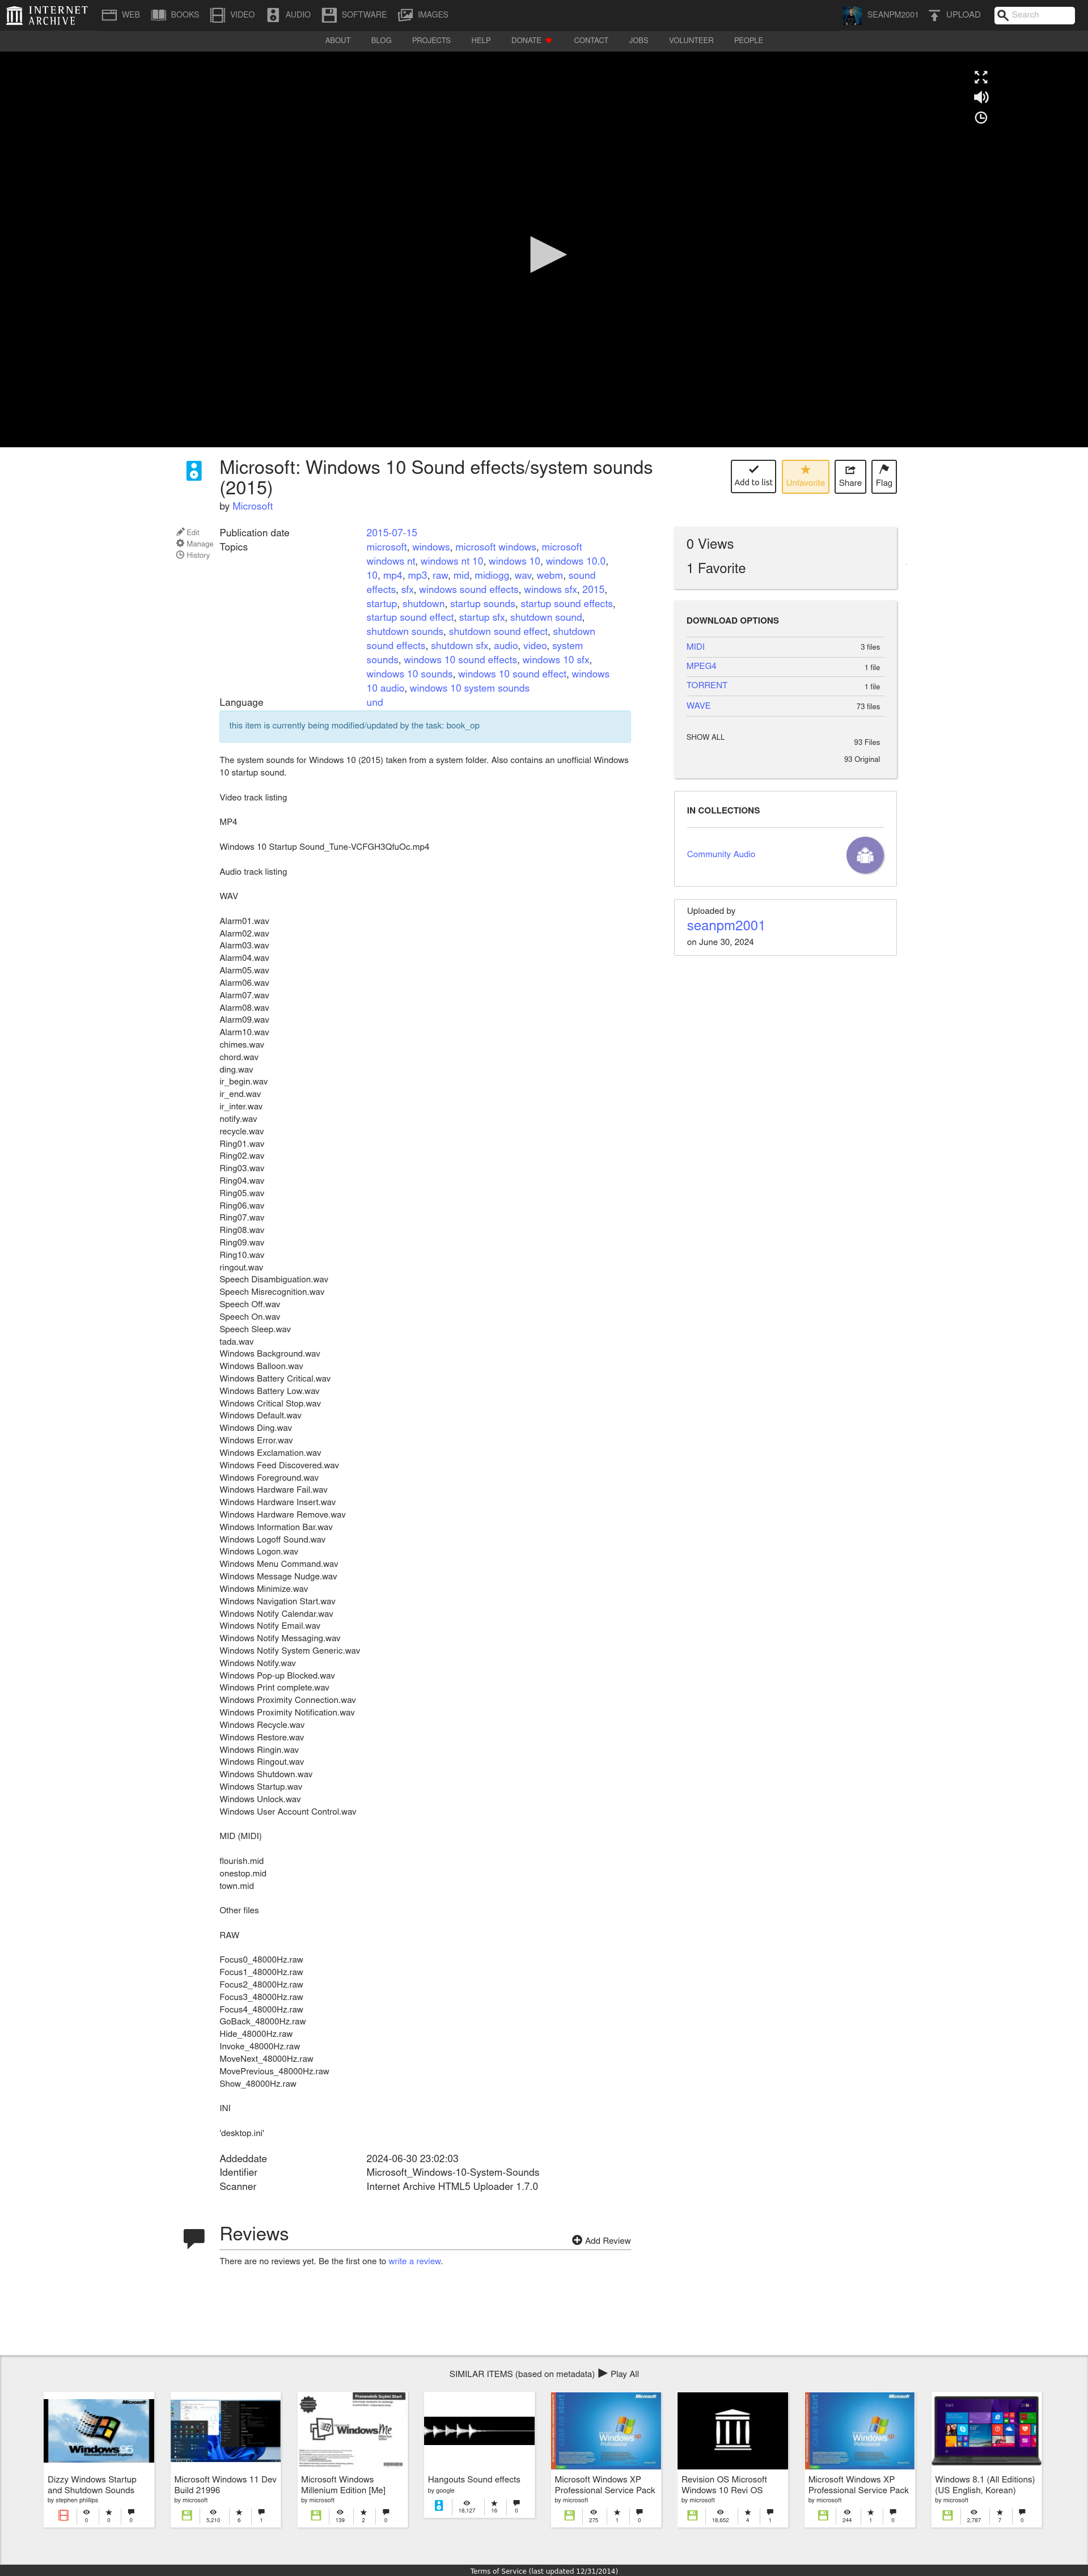 INTERNET ARCHIVE
WEB BOOKS VIDEO AUDIO SOFTWARE IMAGES SEANPM2001 UPLOAD Search
ABOUT BLOG PROJECTS HELP DONATE CONTACT JOBS VOLUNTEER PEOPLE
Microsoft: Windows 10 Sound effects/system sounds
(2015)
by Microsoft
Add to list Unfavorite Share Flag
Edit
Manage
History
Publication date 2015-07-15
Topics microsoft, windows, microsoft windows, microsoft
windows nt, windows nt 10, windows 10, windows 10.0,
10, mp4, mp3, raw, mid, midiogg, wav, webm, sound
effects, sfx, windows sound effects, windows sfx, 2015,
startup, shutdown, startup sounds, startup sound effects,
startup sound effect, startup sfx, shutdown sound,
shutdown sounds, shutdown sound effect, shutdown
sound effects, shutdown sfx, audio, video, system
sounds, windows 10 sound effects, windows 10 sfx,
windows 10 sounds, windows 10 sound effect, windows
10 audio, windows 10 system sounds
Language und
this item is currently being modified/updated by the task: book_op
The system sounds for Windows 10 (2015) taken from a system folder. Also contains an unofficial Windows
10 startup sound.
Video track listing
MP4
Windows 10 Startup Sound_Tune-VCFGH3QfuOc.mp4
Audio track listing
WAV
Alarm01.wav
Alarm02.wav
Alarm03.wav
Alarm04.wav
Alarm05.wav
Alarm06.wav
Alarm07.wav
Alarm08.wav
Alarm09.wav
Alarm10.wav
chimes.wav
chord.wav
ding.wav
ir_begin.wav
ir_end.wav
ir_inter.wav
notify.wav
recycle.wav
Ring01.wav
Ring02.wav
Ring03.wav
Ring04.wav
Ring05.wav
Ring06.wav
Ring07.wav
Ring08.wav
Ring09.wav
Ring10.wav
ringout.wav
Speech Disambiguation.wav
Speech Misrecognition.wav
Speech Off.wav
Speech On.wav
Speech Sleep.wav
tada.wav
Windows Background.wav
Windows Balloon.wav
Windows Battery Critical.wav
Windows Battery Low.wav
Windows Critical Stop.wav
Windows Default.wav
Windows Ding.wav
Windows Error.wav
Windows Exclamation.wav
Windows Feed Discovered.wav
Windows Foreground.wav
Windows Hardware Fail.wav
Windows Hardware Insert.wav
Windows Hardware Remove.wav
Windows Information Bar.wav
Windows Logoff Sound.wav
Windows Logon.wav
Windows Menu Command.wav
Windows Message Nudge.wav
Windows Minimize.wav
Windows Navigation Start.wav
Windows Notify Calendar.wav
Windows Notify Email.wav
Windows Notify Messaging.wav
Windows Notify System Generic.wav
Windows Notify.wav
Windows Pop-up Blocked.wav
Windows Print complete.wav
Windows Proximity Connection.wav
Windows Proximity Notification.wav
Windows Recycle.wav
Windows Restore.wav
Windows Ringin.wav
Windows Ringout.wav
Windows Shutdown.wav
Windows Startup.wav
Windows Unlock.wav
Windows User Account Control.wav
MID (MIDI)
flourish.mid
onestop.mid
town.mid
Other files
RAW
Focus0_48000Hz.raw
Focus1_48000Hz.raw
Focus2_48000Hz.raw
Focus3_48000Hz.raw
Focus4_48000Hz.raw
GoBack_48000Hz.raw
Hide_48000Hz.raw
Invoke_48000Hz.raw
MoveNext_48000Hz.raw
MovePrevious_48000Hz.raw
Show_48000Hz.raw
INI
'desktop.ini'
Addeddate 2024-06-30 23:02:03
Identifier Microsoft_Windows-10-System-Sounds
Scanner Internet Archive HTML5 Uploader 1.7.0
0 Views
1 Favorite
DOWNLOAD OPTIONS
MIDI 3 files
MPEG4 1 file
TORRENT 1 file
WAVE 73 files
SHOW ALL 93 Files
93 Original
IN COLLECTIONS
Community Audio
Uploaded by
seanpm2001
on June 30, 2024
Reviews Add Review
There are no reviews yet. Be the first one to write a review.
SIMILAR ITEMS (based on metadata) Play All
Dizzy Windows Startup
and Shutdown Sounds
by stephen phillips
0 0 0
Microsoft Windows 11 Dev
Build 21996
by microsoft
5,210 6 1
Microsoft Windows
Millenium Edition [Me]
by microsoft
139 2 0
Hangouts Sound effects
by google
18,127 16 0
Microsoft Windows XP
Professional Service Pack
by microsoft
275 1 0
Revision OS Microsoft
Windows 10 Revi OS
by microsoft
18,652 4 1
Microsoft Windows XP
Professional Service Pack
by microsoft
244 1 0
Windows 8.1 (All Editions)
(US English, Korean)
by microsoft
2,787 7 0
Terms of Service (last updated 12/31/2014)